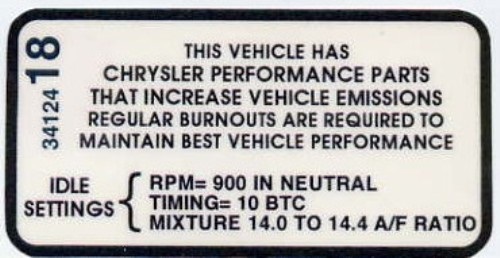 34124 18
THIS VEHICLE HAS
CHRYSLER PERFORMANCE PARTS
THAT INCREASE VEHICLE EMISSIONS
REGULAR BURNOUTS ARE REQUIRED TO
MAINTAIN BEST VEHICLE PERFORMANCE
IDLE
SETTINGS
RPM= 900 IN NEUTRAL
TIMING= 10 BTC
MIXTURE 14.0 TO 14.4 A/F RATIO